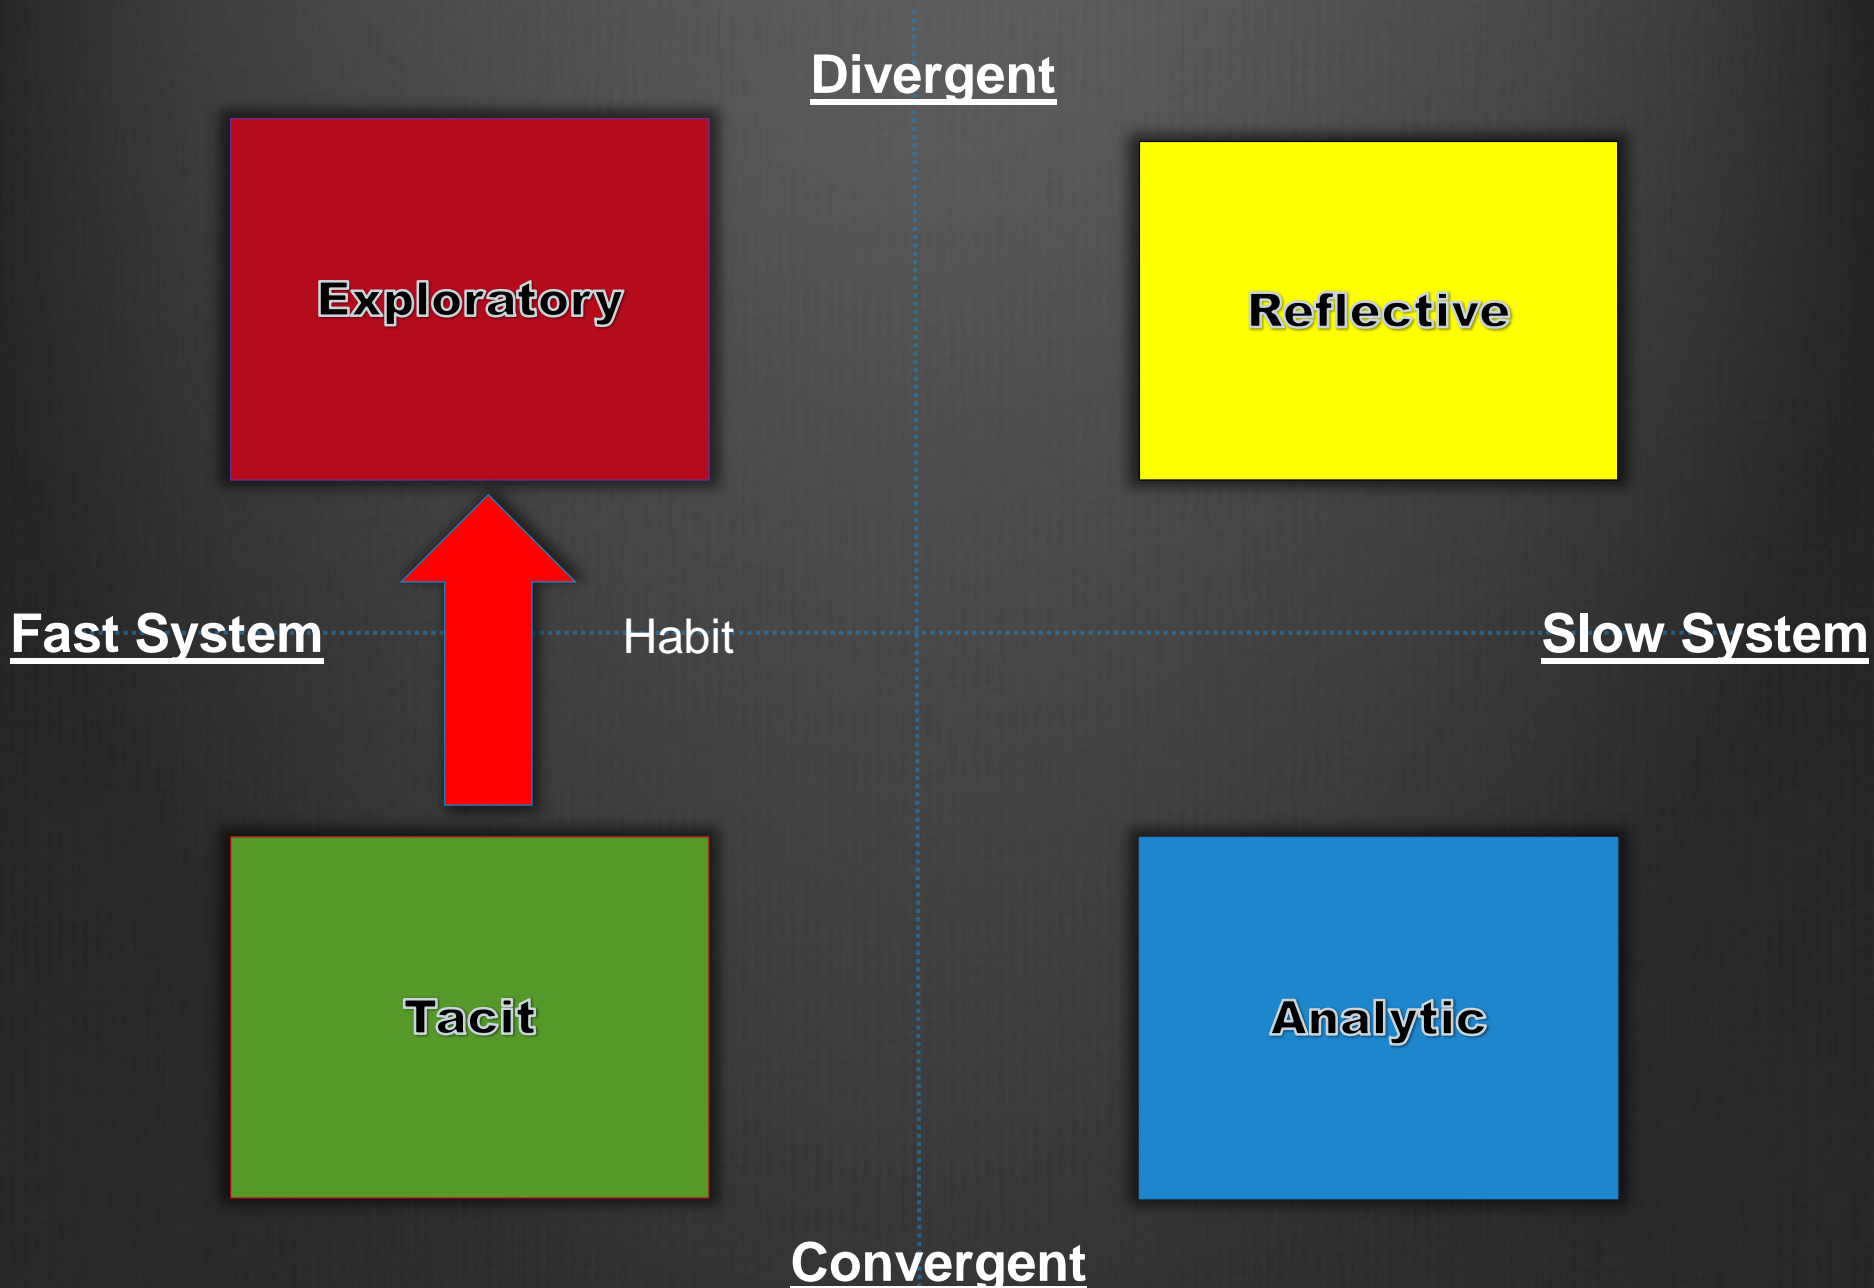 Divergent
Exploratory
Reflective
Fast System
Habit
Slow System
Tacit
Analytic
Convergent